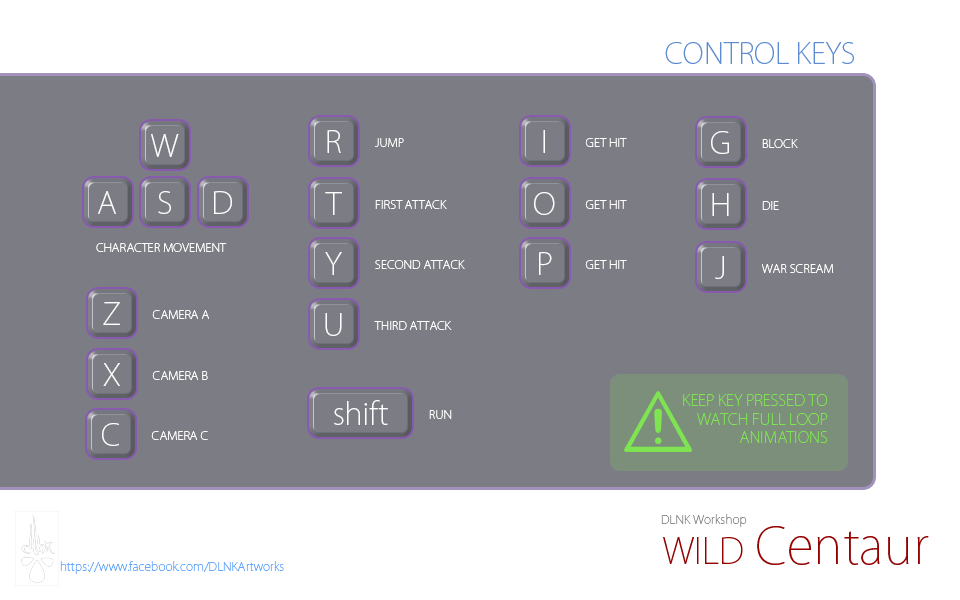 CONTROL KEYS
W
A S D
CHARACTER MOVEMENT
Z CAMERA A
X CAMERA B
C CAMERA C
R JUMP
T FIRST ATTACK
Y SECOND ATTACK
U THIRD ATTACK
shift RUN
I GET HIT
O GET HIT
P GET HIT
G BLOCK
H DIE
J WAR SCREAM
KEEP KEY PRESSED TO
WATCH FULL LOOP
ANIMATIONS
DLNK Workshop
WILD Centaur
https://www.facebook.com/DLNKArtworks